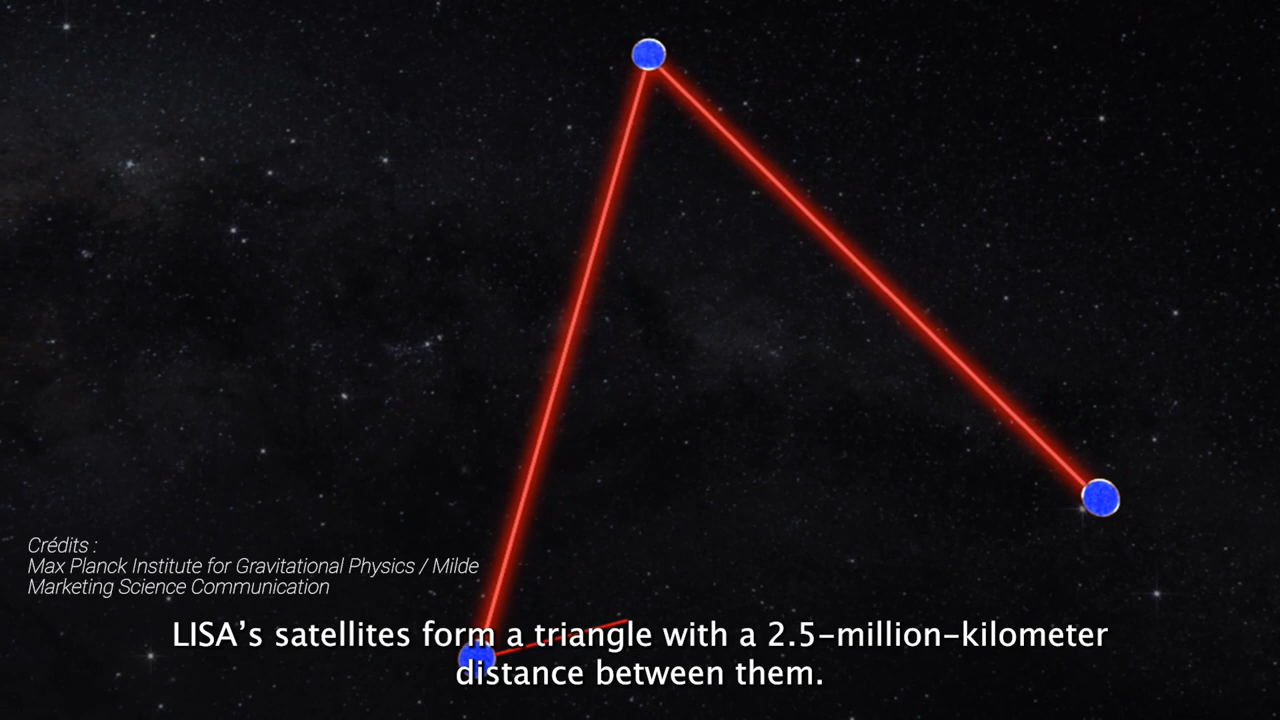 Crédits :
Max Planck Institute for Gravitational Physics / Milde
Marketing Science Communication
LISA’s satellites form a triangle with a 2.5-million-kilometer
distance between them.